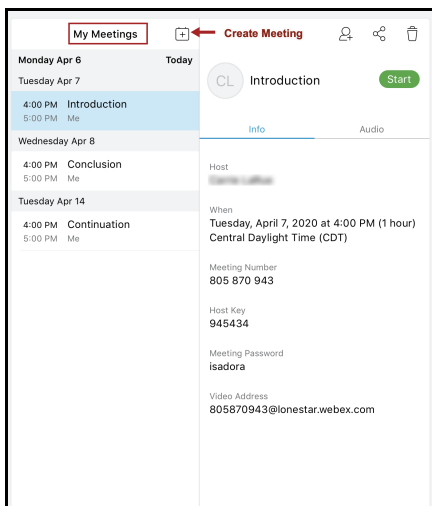 My Meetings
Create Meeting
Monday Apr 6 Today
Tuesday Apr 7
4:00 PM Introduction
5:00 PM Me
Wednesday Apr 8
4:00 PM Conclusion
5:00 PM Me
Tuesday Apr 14
4:00 PM Continuation
5:00 PM Me
CL Introduction Start
Info Audio
Host
When
Tuesday, April 7, 2020 at 4:00 PM (1 hour)
Central Daylight Time (CDT)
Meeting Number
805 870 943
Host Key
945434
Meeting Password
isadora
Video Address
805870943@lonestar.webex.com